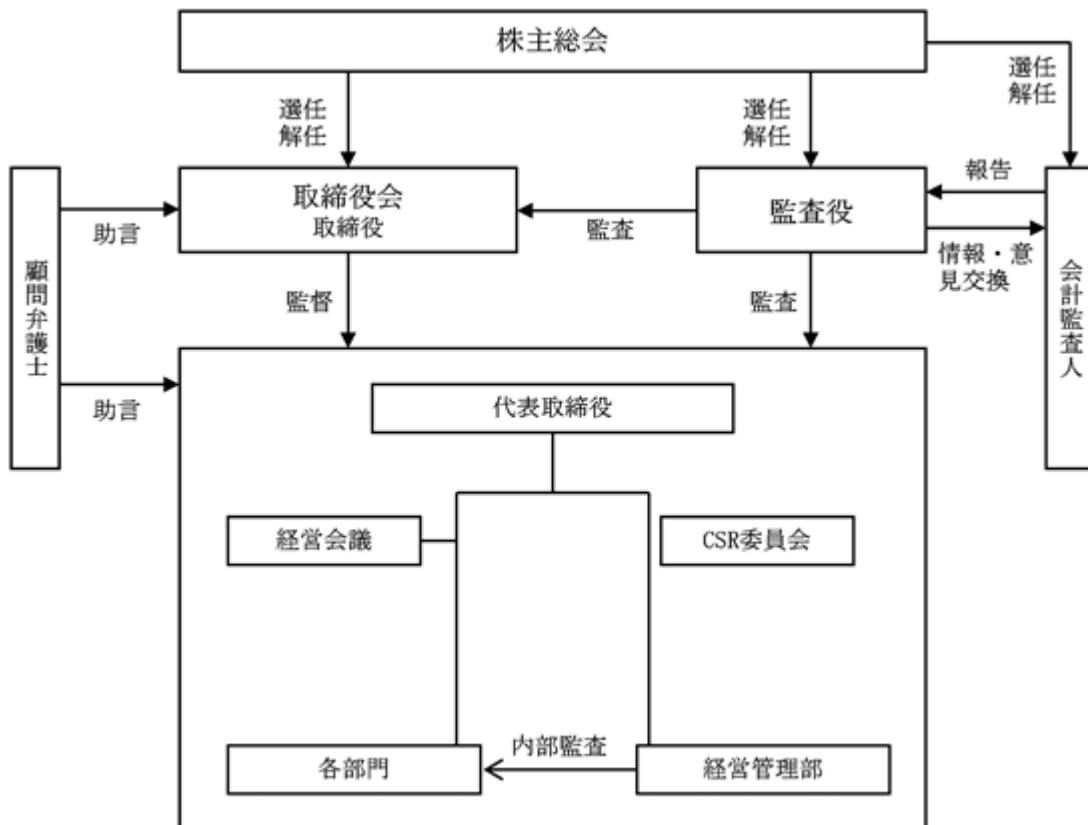 株主総会
選任
解任
選任
解任
選任
解任
取締役会
取締役
監査役
報告
助言
監査
情報・意
見交換
顧問弁護士
会計監査人
監督
監査
助言
代表取締役
経営会議
CSR委員会
内部監査
各部門
経営管理部